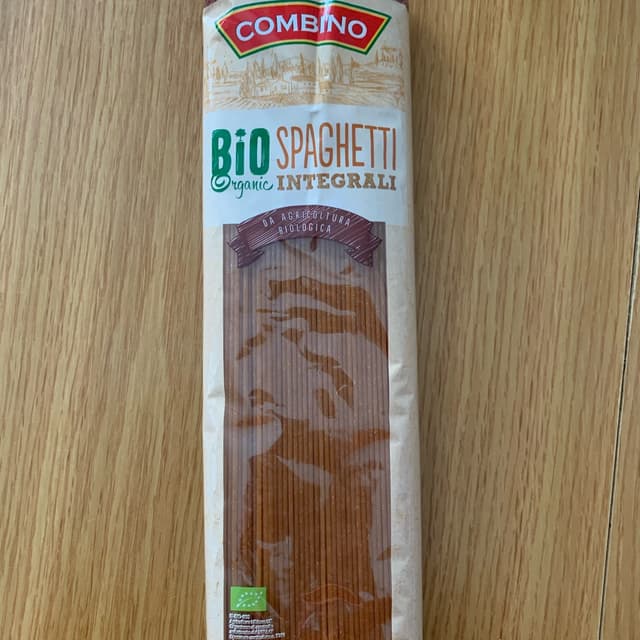 COMBINO
BIO
Organic
SPAGHETTI
INTEGRALI
DA AGRICOLTURA
BIOLOGICA